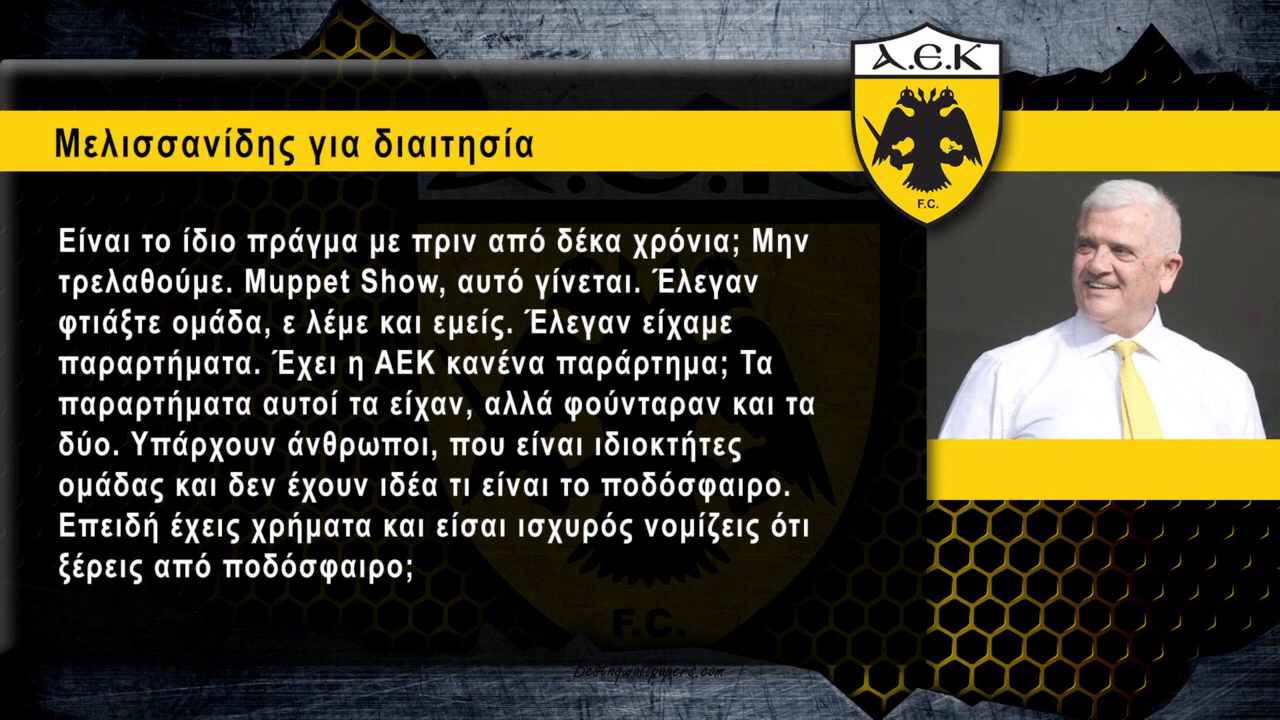 Α.Ε.Κ
F.C.
Μελισσανίδης για διαιτησία
Είναι το ίδιο πράγμα με πριν από δέκα χρόνια; Μην
τρελαθούμε. Muppet Show, αυτό γίνεται. Έλεγαν
φτιάξτε ομάδα, ε λέμε και εμείς. Έλεγαν είχαμε
παραρτήματα. Έχει η ΑΕΚ κανένα παράρτημα; Τα
παραρτήματα αυτοί τα είχαν, αλλά φούνταραν και τα
δύο. Υπάρχουν άνθρωποι, που είναι ιδιοκτήτες
ομάδας και δεν έχουν ιδέα τι είναι το ποδόσφαιρο.
Επειδή έχεις χρήματα και είσαι ισχυρός νομίζεις ότι
ξέρεις από ποδόσφαιρο;
F.C.